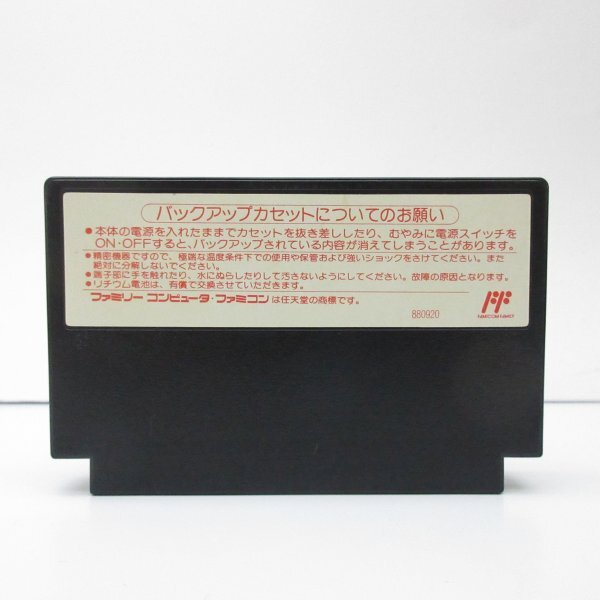 バックアップカセットについてのお願い
●本体の電源を入れたままでカセットを抜き差ししたり、むやみに電源スイッチを
ON・OFFすると、バックアップされている内容が消えてしまうことがあります。
●精密機器ですので、極端な温度条件下での使用や保管および強いショックをさけてください。また
絶対に分解しないでください。
●端子部に手を触れたり、水にぬらしたりして汚さないようにしてください。故障の原因となります。
●リチウム電池は、有償で交換させていただきます。
ファミリー コンピュータ・ファミコンは任天堂の商標です。
880920
FAMICOM FAMILY